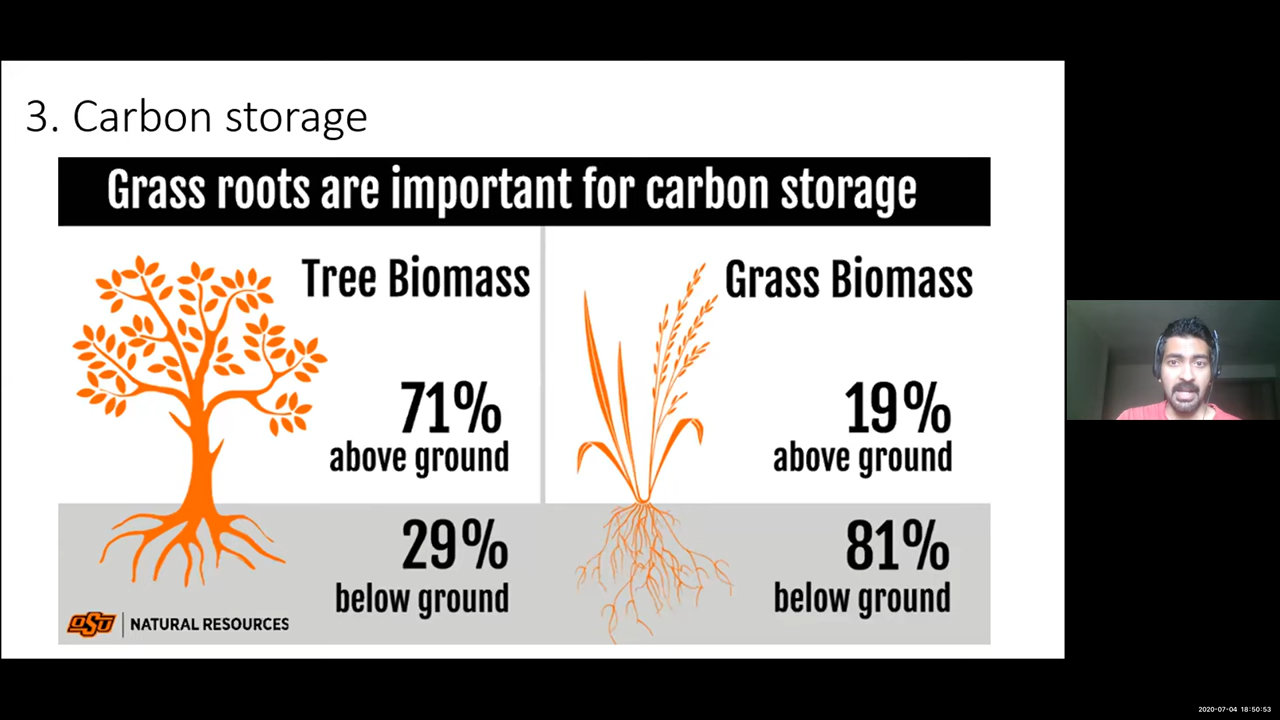 3. Carbon storage
Grass roots are important for carbon storage
Tree Biomass
71%
above ground
29%
below ground
Grass Biomass
19%
above ground
81%
below ground
OSU | NATURAL RESOURCES
2020-07-04 18:50:53